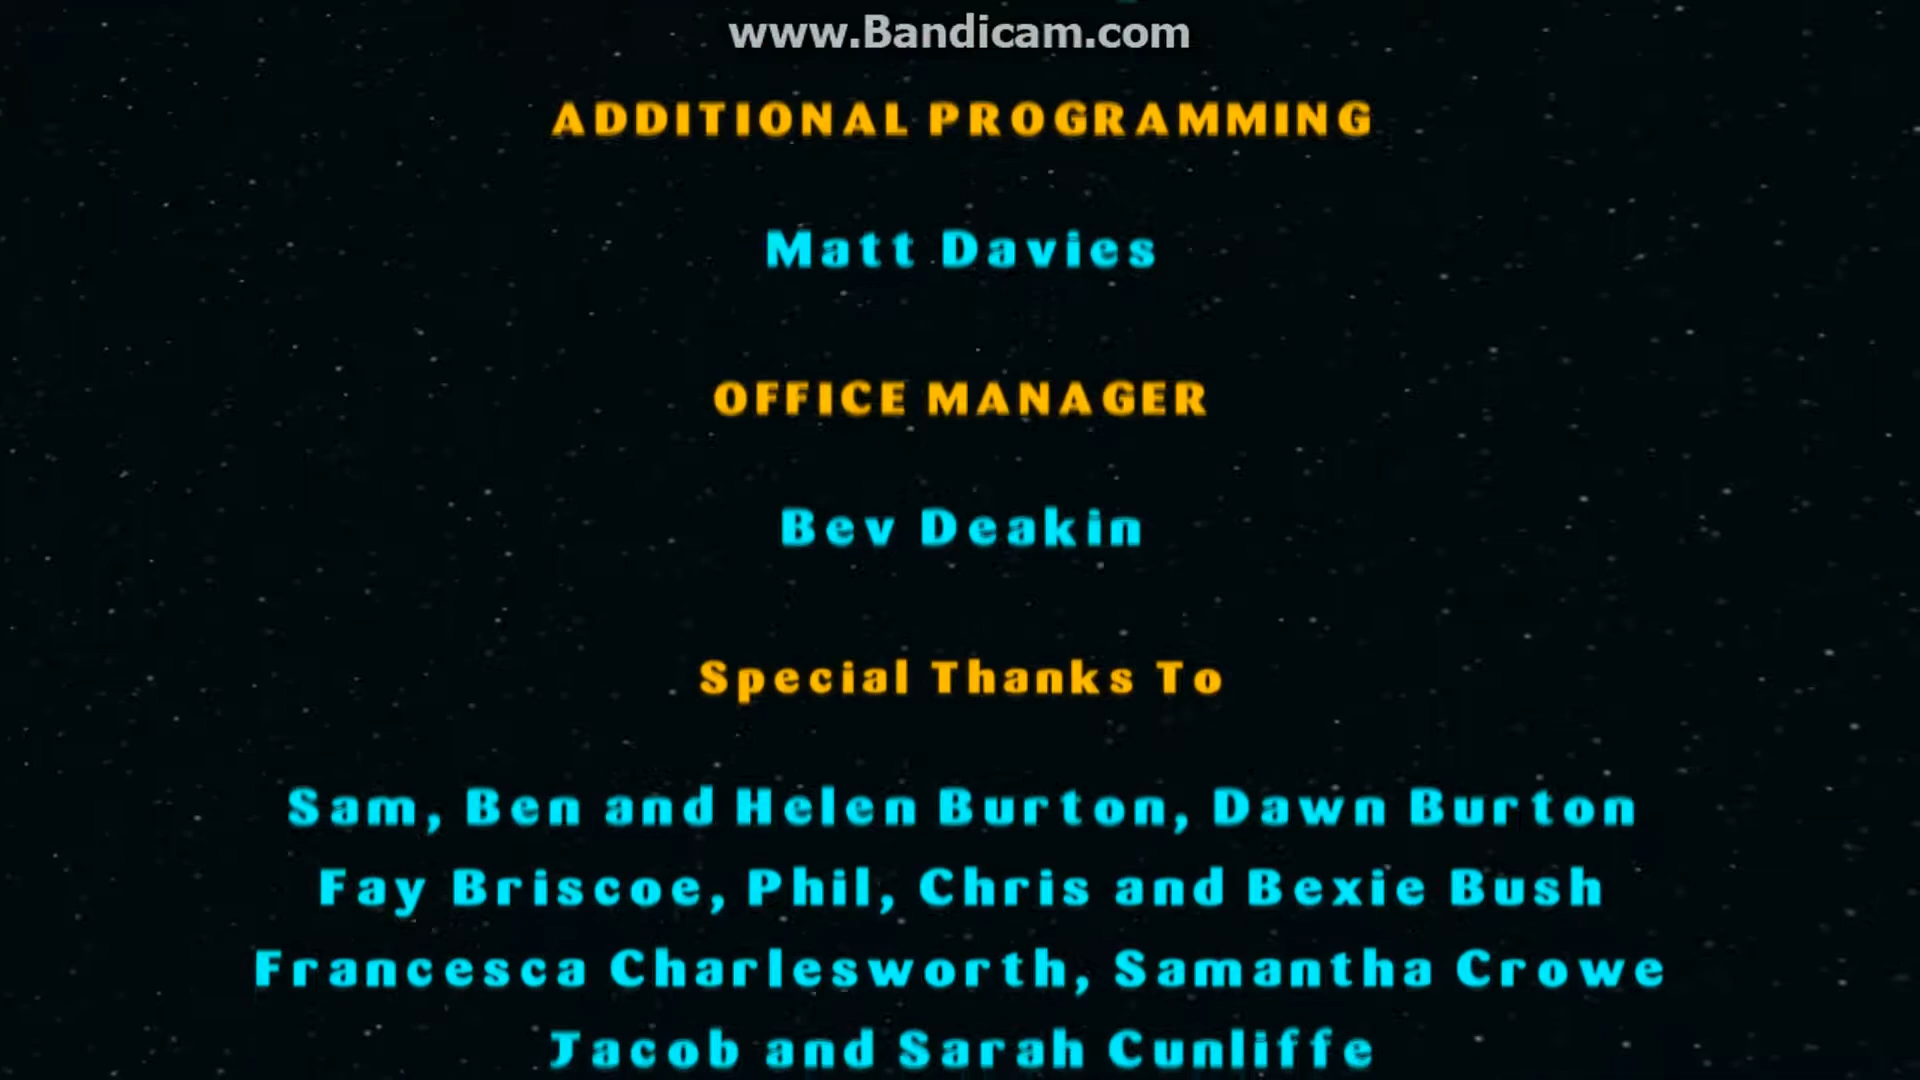 www.Bandicam.com
ADDITIONAL PROGRAMMING
Matt Davies
OFFICE MANAGER
Bev Deakin
Special Thanks To
Sam, Ben and Helen Burton, Dawn Burton
Fay Briscoe, Phil, Chris and Bexie Bush
Francesca Charlesworth, Samantha Crowe
Jacob and Sarah Cunliffe